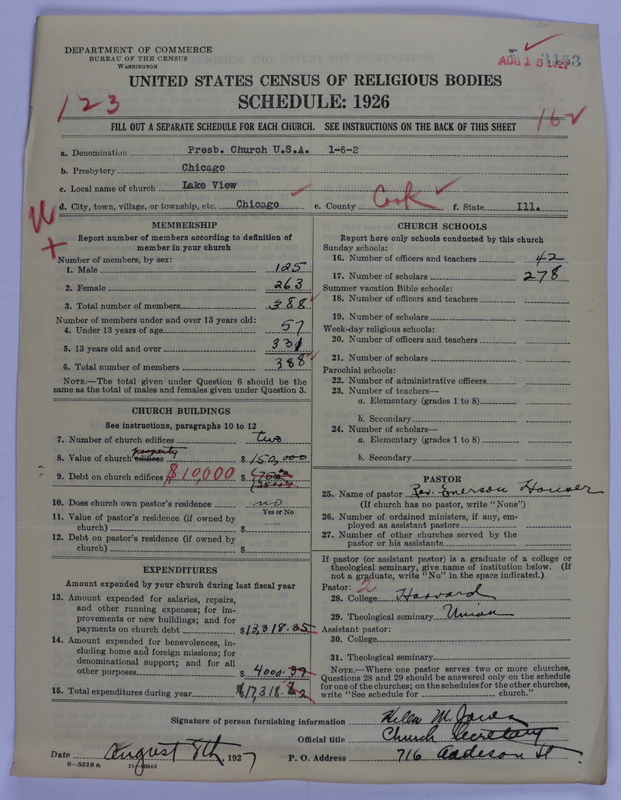 DEPARTMENT OF COMMERCE
BUREAU OF THE CENSUS
WASHINGTON
AUG 15 1927
3153
UNITED STATES CENSUS OF RELIGIOUS BODIES
SCHEDULE: 1926
123
162
FILL OUT A SEPARATE SCHEDULE FOR EACH CHURCH. SEE INSTRUCTIONS ON THE BACK OF THIS SHEET
a. Denomination Presb. Church U.S.A. 1-6-2
b. Presbytery Chicago
c. Local name of church Lake View
d. City, town, village, or township, etc. Chicago e. County Cook f. State Ill.
MEMBERSHIP
Report number of members according to definition of
member in your church
Number of members, by sex:
1. Male 125
2. Female 263
3. Total number of members 388
Number of members under and over 13 years old:
4. Under 13 years of age 57
5. 13 years old and over 331
6. Total number of members 388
NOTE.—The total given under Question 6 should be the
same as the total of males and females given under Question 3.
CHURCH BUILDINGS
See instructions, paragraphs 10 to 12
7. Number of church edifices two
8. Value of church edifices property $150,000
9. Debt on church edifices $10,000 $
10. Does church own pastor's residence no
Yes or No
11. Value of pastor's residence (if owned by
church) $
12. Debt on pastor's residence (if owned by
church) $
EXPENDITURES
Amount expended by your church during last fiscal year
13. Amount expended for salaries, repairs,
and other running expenses; for im-
provements or new buildings; and for
payments on church debt $13,318.35
14. Amount expended for benevolences, in-
cluding home and foreign missions; for
denominational support; and for all
other purposes $4000.
15. Total expenditures during year $17,318.
CHURCH SCHOOLS
Report here only schools conducted by this church
Sunday schools:
16. Number of officers and teachers 42
17. Number of scholars 278
Summer vacation Bible schools:
18. Number of officers and teachers
19. Number of scholars
Week-day religious schools:
20. Number of officers and teachers
21. Number of scholars
Parochial schools:
22. Number of administrative officers
23. Number of teachers—
a. Elementary (grades 1 to 8)
b. Secondary
24. Number of scholars—
a. Elementary (grades 1 to 8)
b. Secondary
PASTOR
25. Name of pastor Rev. Emerson Houser
(If church has no pastor, write "None")
26. Number of ordained ministers, if any, em-
ployed as assistant pastors
27. Number of other churches served by the
pastor or his assistants
If pastor (or assistant pastor) is a graduate of a college or
theological seminary, give name of institution below. (If
not a graduate, write "No" in the space indicated.)
Pastor: 2
28. College Harvard
29. Theological seminary Union
Assistant pastor:
30. College
31. Theological seminary
NOTE.—Where one pastor serves two or more churches,
Questions 28 and 29 should be answered only on the schedule
for one of the churches; on the schedules for the other churches,
write "See schedule for church."
Signature of person furnishing information Helen M. Jones
Official title Church Secretary
Date August 8th, 1927 P. O. Address 716 Addison St.
8-5518 a